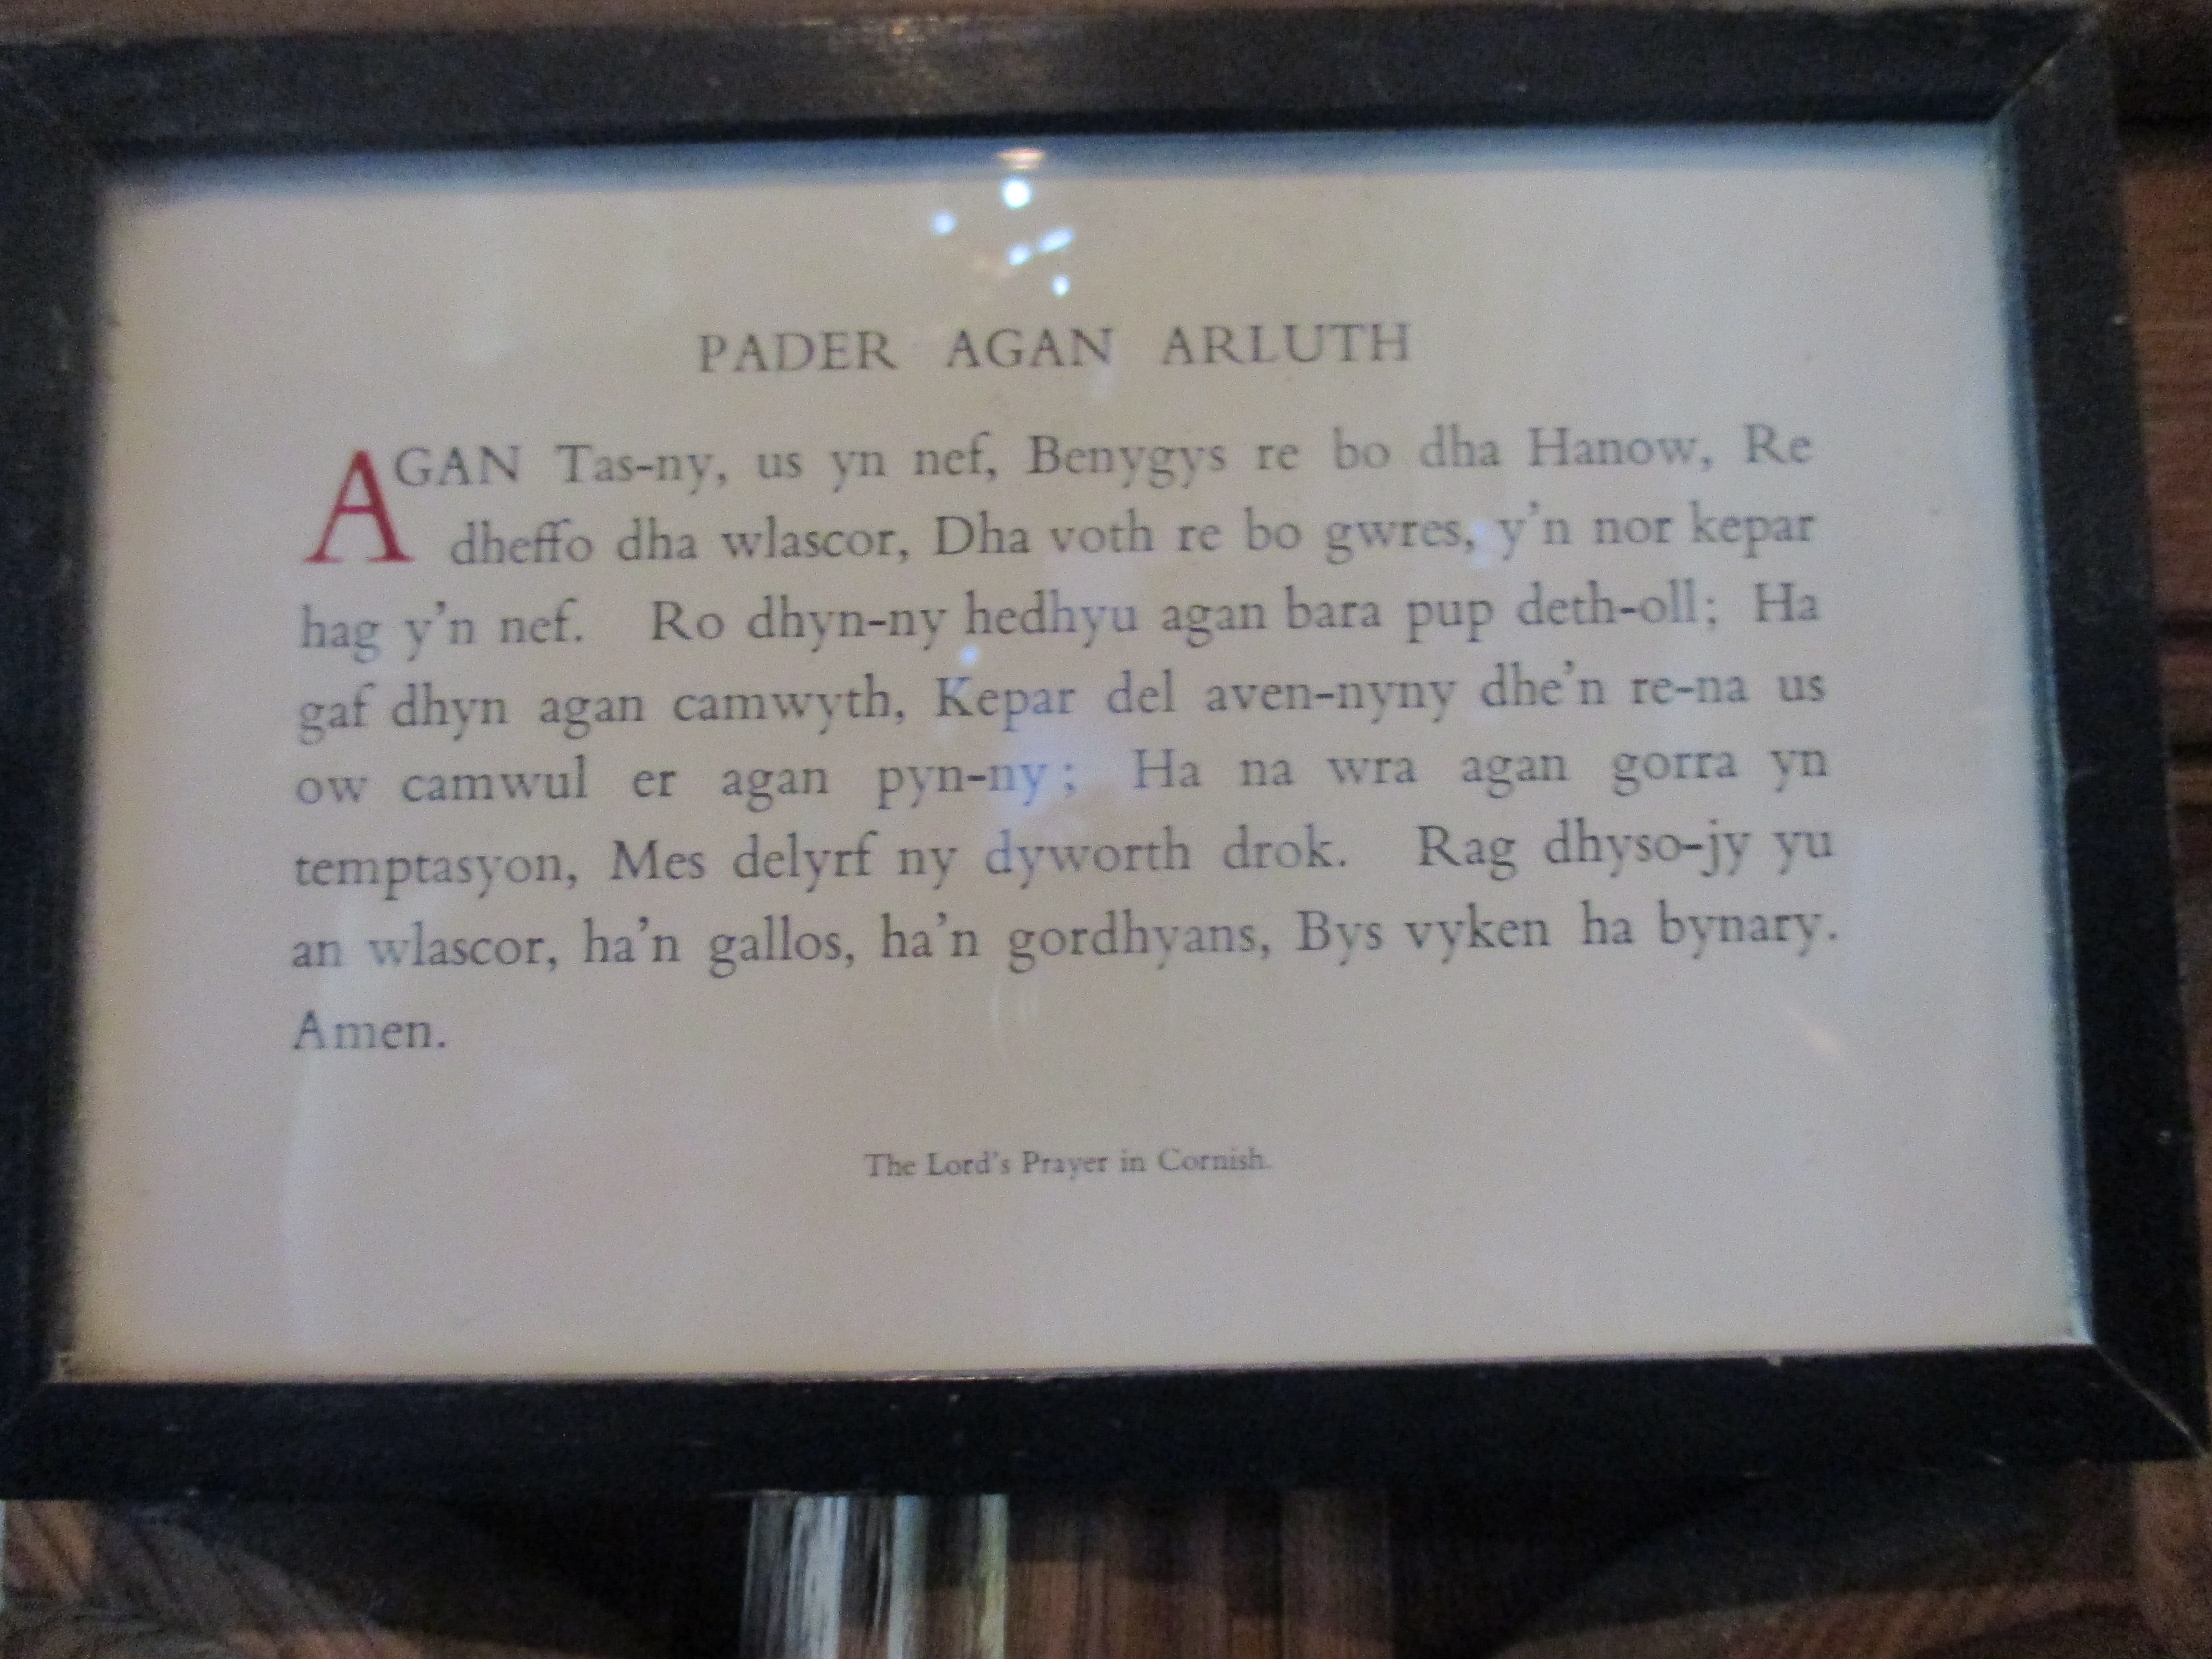 PADER AGAN ARLUTH
AGAN Tas-ny, us yn nef, Benygys re bo dha Hanow, Re
dheffo dha wlascor, Dha voth re bo gwres, y'n nor kepar
hag y'n nef. Ro dhyn-ny hedhyu agan bara pup deth-oll; Ha
gaf dhyn agan camwyth, Kepar del aven-nyny dhe'n re-na us
ow camwul er agan pyn-ny; Ha na wra agan gorra yn
temptasyon, Mes delyrf ny dyworth drok. Rag dhyso-jy yu
an wlascor, ha'n gallos, ha'n gordhyans, Bys vyken ha bynary.
Amen.
The Lord's Prayer in Cornish.